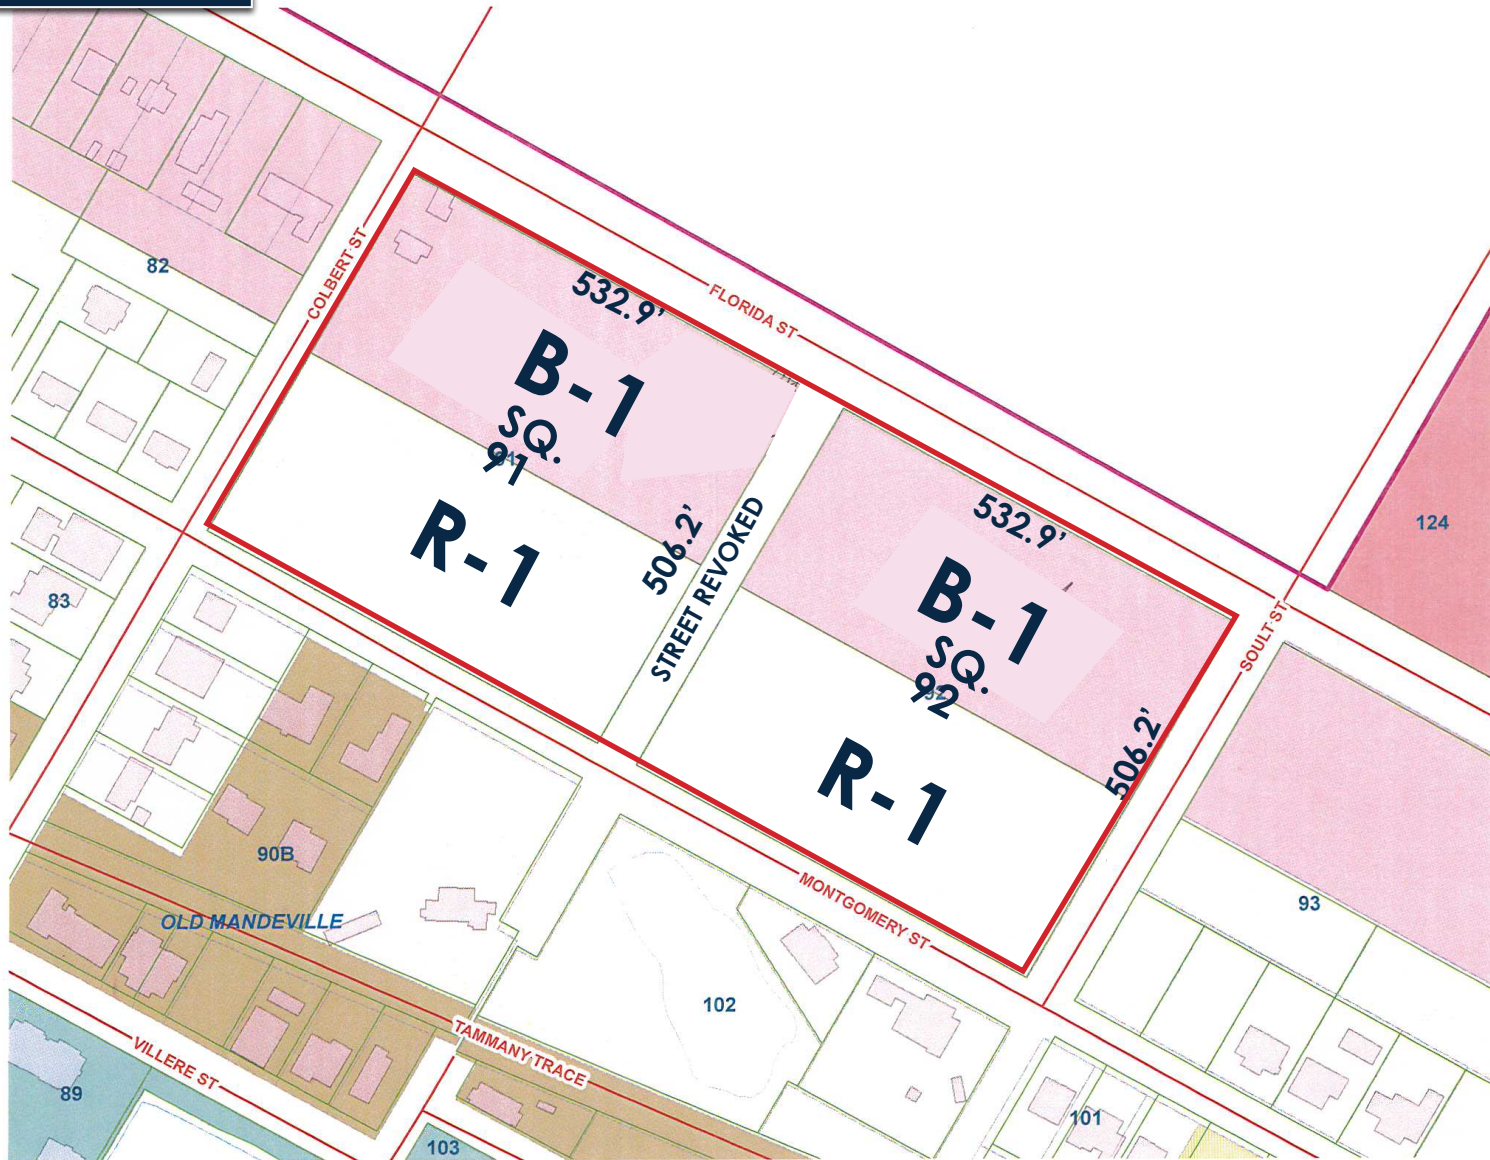 82
COLBERT ST
532.9’
FLORIDA ST
B-1
SQ.
91
R-1
506.2’
STREET REVOKED
532.9’
B-1
SQ.
92
R-1
506.2’
124
SOULT ST
83
90B
OLD MANDEVILLE
MONTGOMERY ST
93
102
TAMMANY TRACE
VILLERE ST
89
101
103